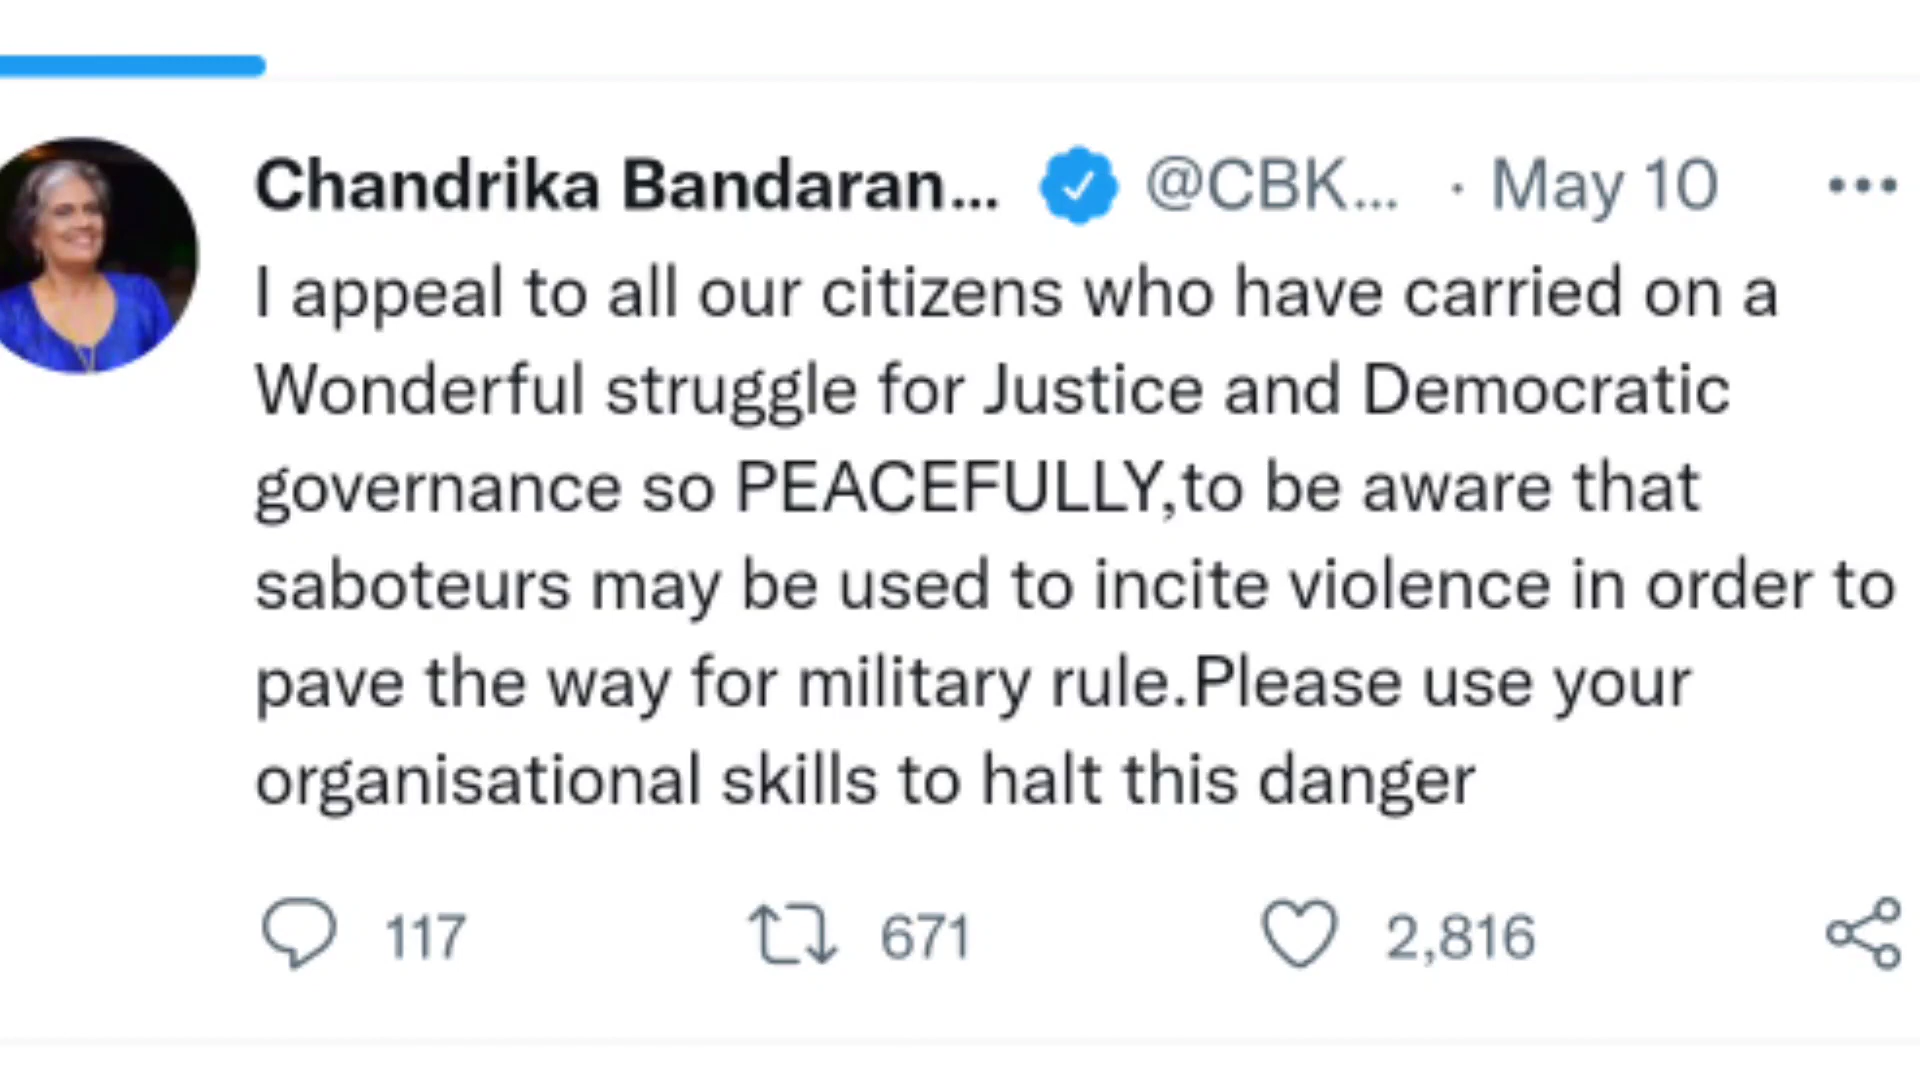 Chandrika Bandaran... @CBK... · May 10
I appeal to all our citizens who have carried on a
Wonderful struggle for Justice and Democratic
governance so PEACEFULLY,to be aware that
saboteurs may be used to incite violence in order to
pave the way for military rule.Please use your
organisational skills to halt this danger
117 671 2,816